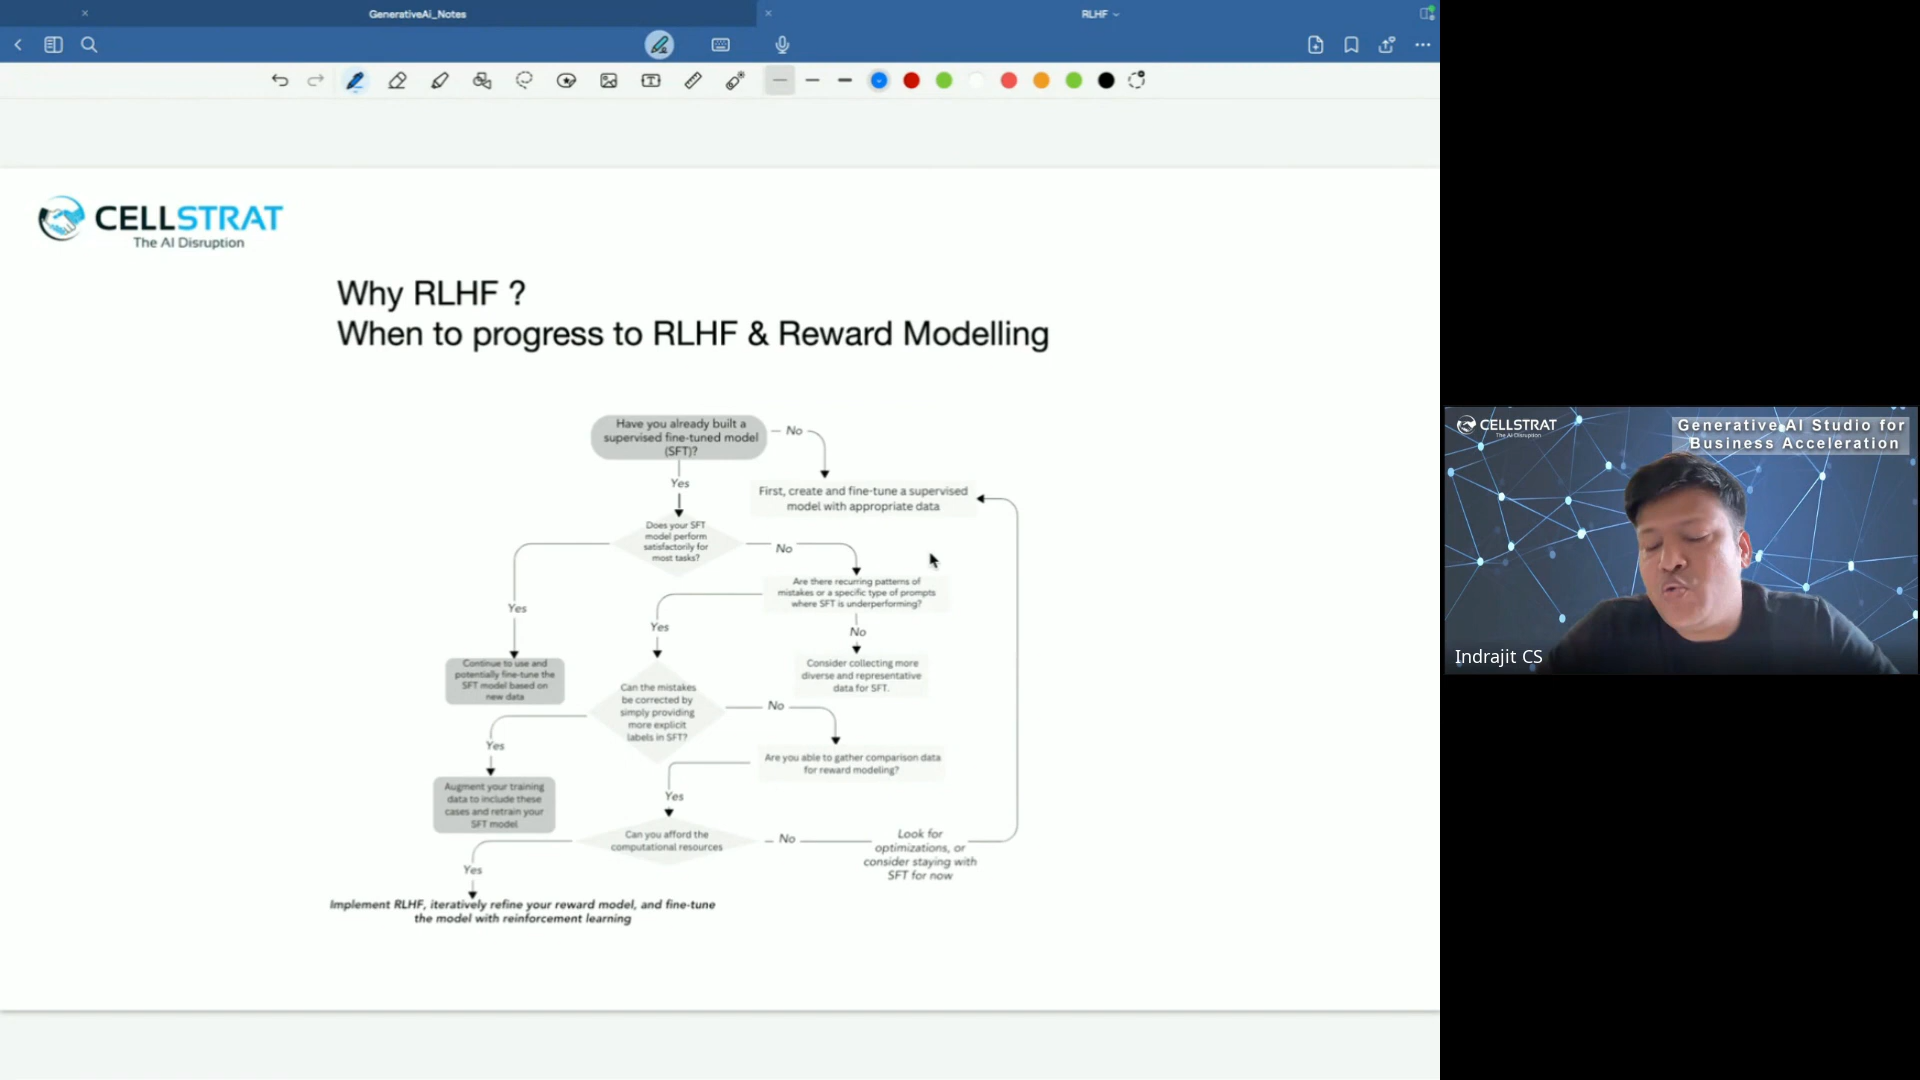 GenerativeAi_Notes
RLHF
CELLSTRAT
The AI Disruption
Why RLHF ?
When to progress to RLHF & Reward Modelling
Have you already built a
supervised fine-tuned model
(SFT)?
No
Yes
First, create and fine-tune a supervised
model with appropriate data
Does your SFT
model perform
satisfactorily for
most tasks?
No
Yes
Are there recurring patterns of
mistakes or a specific type of prompts
where SFT is underperforming?
Yes
No
Continue to use and
potentially fine-tune the
SFT model based on
new data
Consider collecting more
diverse and representative
data for SFT.
Can the mistakes
be corrected by
simply providing
more explicit
labels in SFT?
No
Yes
Are you able to gather comparison data
for reward modeling?
Augment your training
data to include these
cases and retrain your
SFT model
Yes
Can you afford the
computational resources
No
Look for
optimizations, or
consider staying with
SFT for now
Yes
Implement RLHF, iteratively refine your reward model, and fine-tune
the model with reinforcement learning
CELLSTRAT
The AI Disruption
Generative AI Studio for
Business Acceleration
Indrajit CS